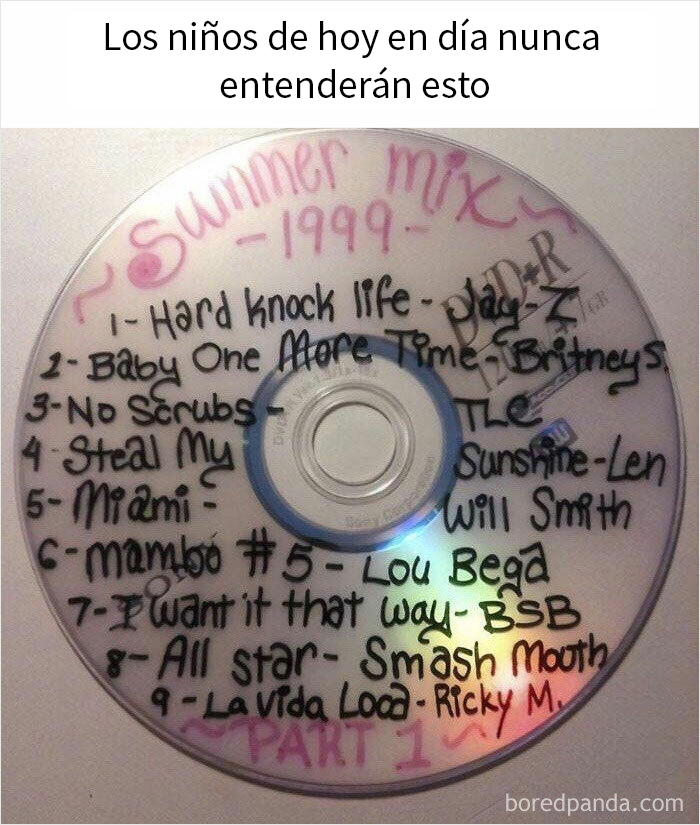 Los niños de hoy en día nunca
entenderán esto
~Summer mix~
-1999-
DVD+R
1- Hard knock life - Jay-Z
2- Baby One More Time - Britney S.
3- No Scrubs - TLC
4 - Steal My Sunshine - Len
5- Miami - Will Smith
6 - mambo #5 - Lou Bega
7- I want it that way - BSB
8- All star - Smash Mouth
9 - La vida Loca - Ricky M.
~PART 1~
boredpanda.com